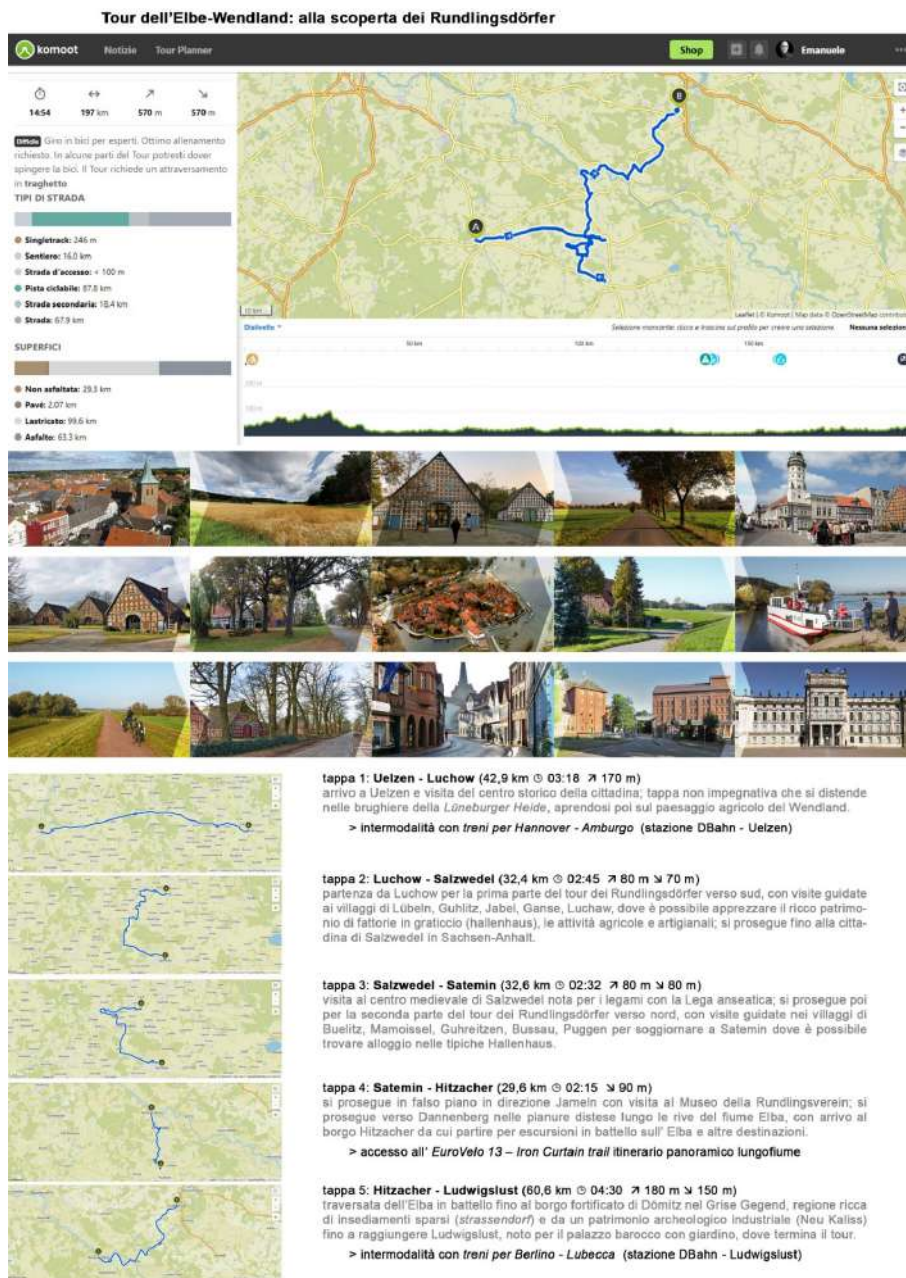 Tour dell'Elbe-Wendland: alla scoperta dei Rundlingsdörfer
komoot Notizie Tour Planner Shop Emanuele
14:54 197 km 570 m 570 m
Difficile Giro in bici per esperti. Ottimo allenamento
richiesto. In alcune parti del Tour potresti dover
spingere la bici. Il Tour richiede un attraversamento
in traghetto
TIPI DI STRADA
Singletrack: 246 m
Sentiero: 16.0 km
Strada d'accesso: < 100 m
Pista ciclabile: 87.8 km
Strada secondaria: 18.4 km
Strada: 67.9 km
SUPERFICI
Non asfaltata: 29.3 km
Pavé: 2.07 km
Lastricato: 99.6 km
Asfalto: 63.3 km
A
B
10 km
Leaflet | © Komoot | Map data © OpenStreetMap contributo
Dislivello
Selezione mancante: clicca e trascina sul profilo per creare una selezione. Nessuna selezion
50 km 100 km 150 km
tappa 1: Uelzen - Luchow (42,9 km 03:18 ↗ 170 m)
arrivo a Uelzen e visita del centro storico della cittadina; tappa non impegnativa che si distende
nelle brughiere della Lüneburger Heide, aprendosi poi sul paesaggio agricolo del Wendland.
> intermodalità con treni per Hannover - Amburgo (stazione DBahn - Uelzen)
tappa 2: Luchow - Salzwedel (32,4 km 02:45 ↗ 80 m ↘ 70 m)
partenza da Luchow per la prima parte del tour dei Rundlingsdörfer verso sud, con visite guidate
ai villaggi di Lübeln, Guhlitz, Jabel, Ganse, Luchaw, dove è possibile apprezzare il ricco patrimo-
nio di fattorie in graticcio (hallenhaus), le attività agricole e artigianali; si prosegue fino alla citta-
dina di Salzwedel in Sachsen-Anhalt.
tappa 3: Salzwedel - Satemin (32,6 km 02:32 ↗ 80 m ↘ 80 m)
visita al centro medievale di Salzwedel nota per i legami con la Lega anseatica; si prosegue poi
per la seconda parte del tour dei Rundlingsdörfer verso nord, con visite guidate nei villaggi di
Buelitz, Mamoissel, Guhreitzen, Bussau, Puggen per soggiornare a Satemin dove è possibile
trovare alloggio nelle tipiche Hallenhaus.
tappa 4: Satemin - Hitzacher (29,6 km 02:15 ↘ 90 m)
si prosegue in falso piano in direzione Jameln con visita al Museo della Rundlingsverein; si
prosegue verso Dannenberg nelle pianure distese lungo le rive del fiume Elba, con arrivo al
borgo Hitzacher da cui partire per escursioni in battello sull' Elba e altre destinazioni.
> accesso all' EuroVelo 13 – Iron Curtain trail itinerario panoramico lungofiume
tappa 5: Hitzacher - Ludwigslust (60,6 km 04:30 ↗ 180 m ↘ 150 m)
traversata dell'Elba in battello fino al borgo fortificato di Dömitz nel Grise Gegend, regione ricca
di insediamenti sparsi (strassendorf) e da un patrimonio archeologico industriale (Neu Kaliss)
fino a raggiungere Ludwigslust, noto per il palazzo barocco con giardino, dove termina il tour.
> intermodalità con treni per Berlino - Lubecca (stazione DBahn - Ludwigslust)